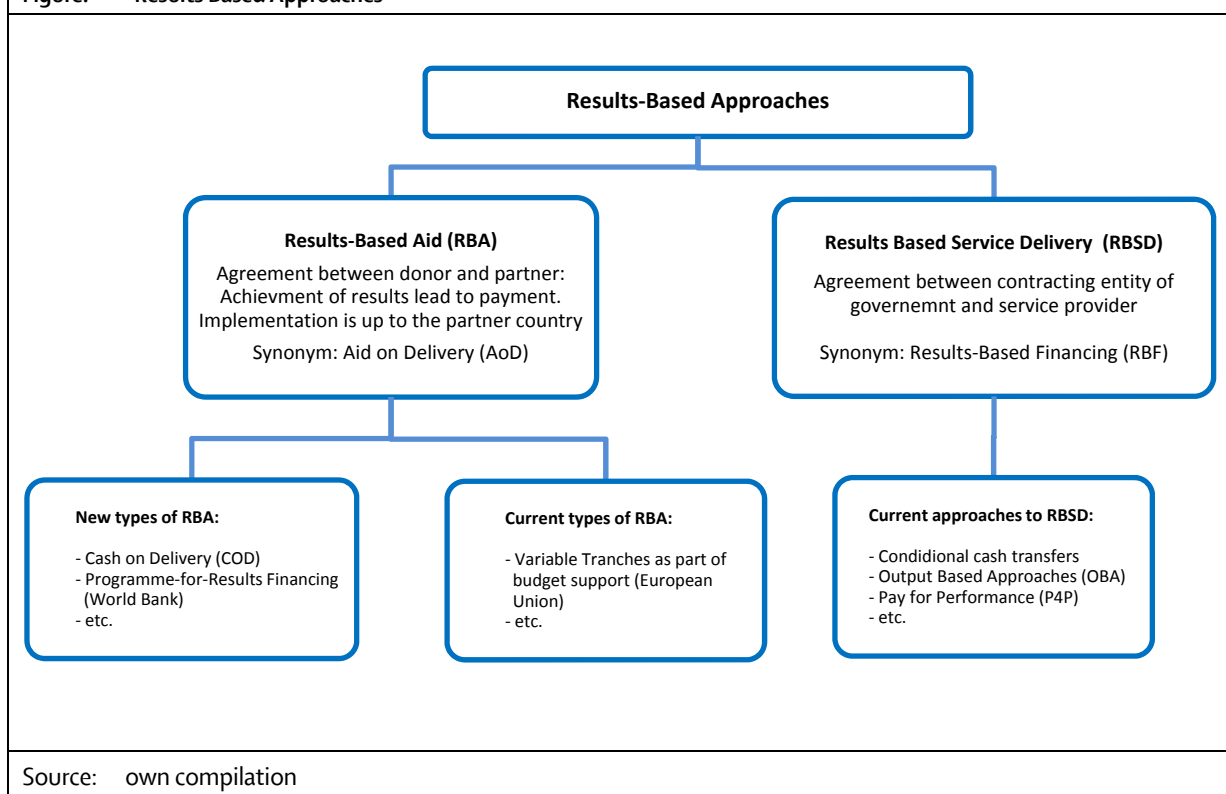 Figure: Results Based Approaches
Results-Based Approaches
Results-Based Aid (RBA)
Agreement between donor and partner:
Achievment of results lead to payment.
Implementation is up to the partner country
Synonym: Aid on Delivery (AoD)
Results Based Service Delivery (RBSD)
Agreement between contracting entity of
governemnt and service provider
Synonym: Results-Based Financing (RBF)
New types of RBA:
- Cash on Delivery (COD)
- Programme-for-Results Financing
(World Bank)
- etc.
Current types of RBA:
- Variable Tranches as part of
budget support (European
Union)
- etc.
Current approaches to RBSD:
- Condidional cash transfers
- Output Based Approaches (OBA)
- Pay for Performance (P4P)
- etc.
Source: own compilation